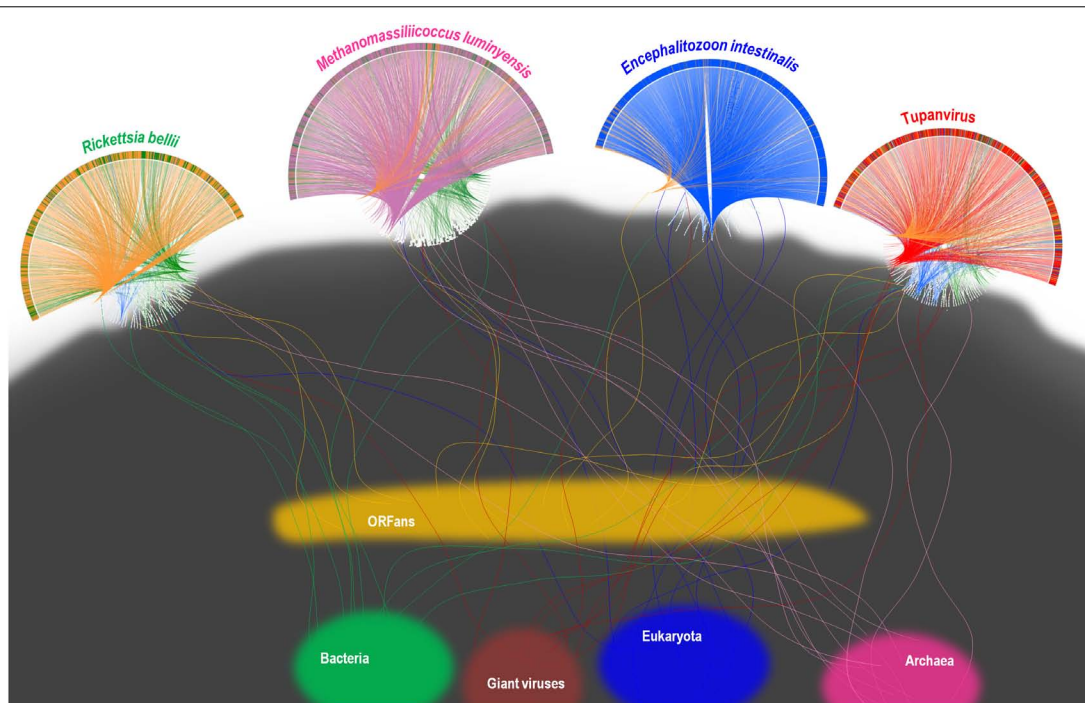 Rickettsia bellii
Methanomassiliicoccus luminyensis
Encephalitozoon intestinalis
Tupanvirus
ORFans
Bacteria
Giant viruses
Eukaryota
Archaea